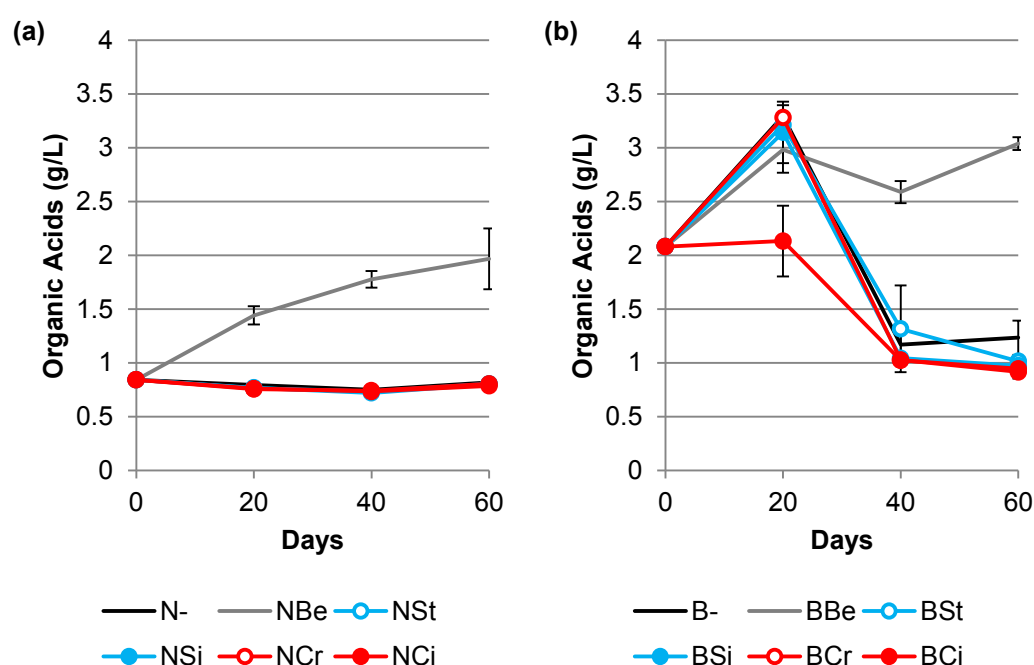 (a)
Organic Acids (g/L)
4
3.5
3
2.5
2
1.5
1
0.5
0
0 20 40 60
Days
N- NBe NSt
NSi NCr NCi
(b)
Organic Acids (g/L)
4
3.5
3
2.5
2
1.5
1
0.5
0
0 20 40 60
Days
B- BBe BSt
BSi BCr BCi